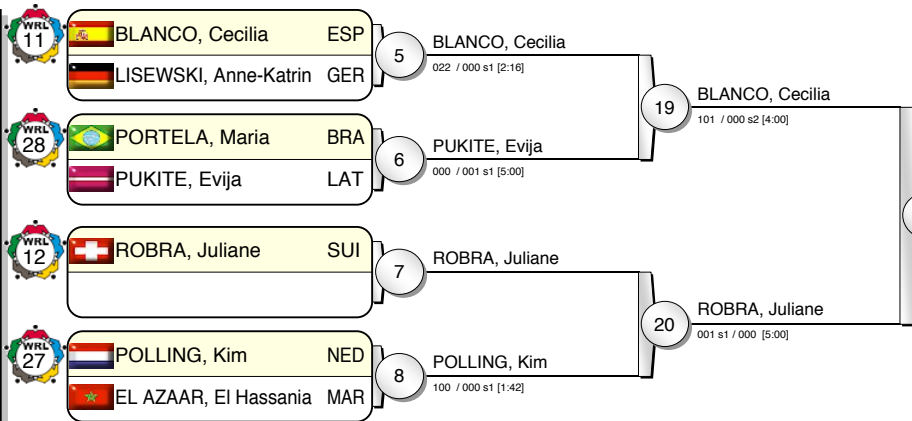 WRL
11
BLANCO, Cecilia ESP
LISEWSKI, Anne-Katrin GER
5
BLANCO, Cecilia
022 / 000 s1 [2:16]
WRL
28
PORTELA, Maria BRA
PUKITE, Evija LAT
6
PUKITE, Evija
000 / 001 s1 [5:00]
19
BLANCO, Cecilia
101 / 000 s2 [4:00]
WRL
12
ROBRA, Juliane SUI
7
ROBRA, Juliane
WRL
27
POLLING, Kim NED
EL AZAAR, El Hassania MAR
8
POLLING, Kim
100 / 000 s1 [1:42]
20
ROBRA, Juliane
001 s1 / 000 [5:00]